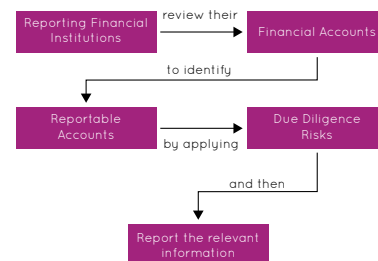 Reporting Financial
Institutions
review their
Financial Accounts
to identify
Reportable
Accounts
by applying
Due Diligence
Risks
and then
Report the relevant
information